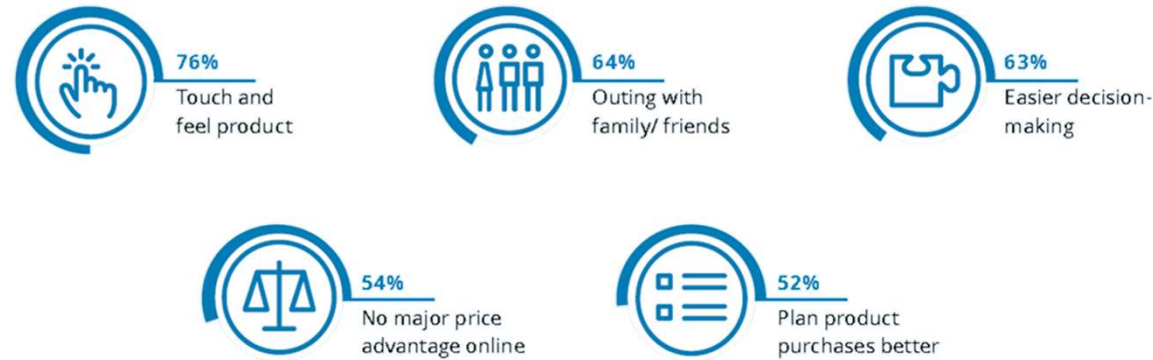 76%
Touch and
feel product
64%
Outing with
family/ friends
63%
Easier decision-
making
54%
No major price
advantage online
52%
Plan product
purchases better